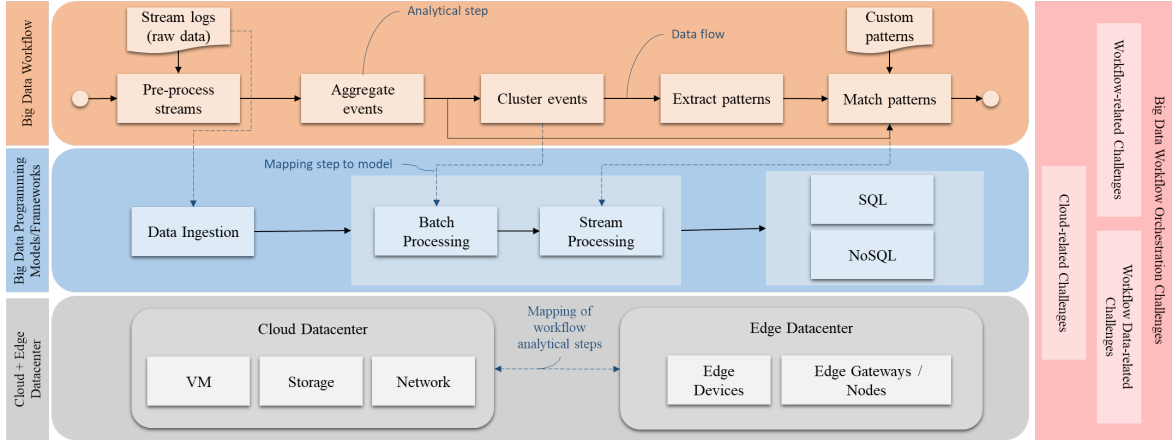 Big Data Workflow
Stream logs
(raw data)
Analytical step
Custom
patterns
Data flow
Pre-process
streams
Aggregate
events
Cluster events
Extract patterns
Match patterns
Big Data Programming
Models/Frameworks
Mapping step to model
Data Ingestion
Batch
Processing
Stream
Processing
SQL
NoSQL
Cloud + Edge
Datacenter
Cloud Datacenter
VM
Storage
Network
Mapping of
workflow
analytical steps
Edge Datacenter
Edge
Devices
Edge Gateways /
Nodes
Cloud-related Challenges
Workflow-related Challenges
Workflow Data-related
Challenges
Big Data Workflow Orchestration Challenges